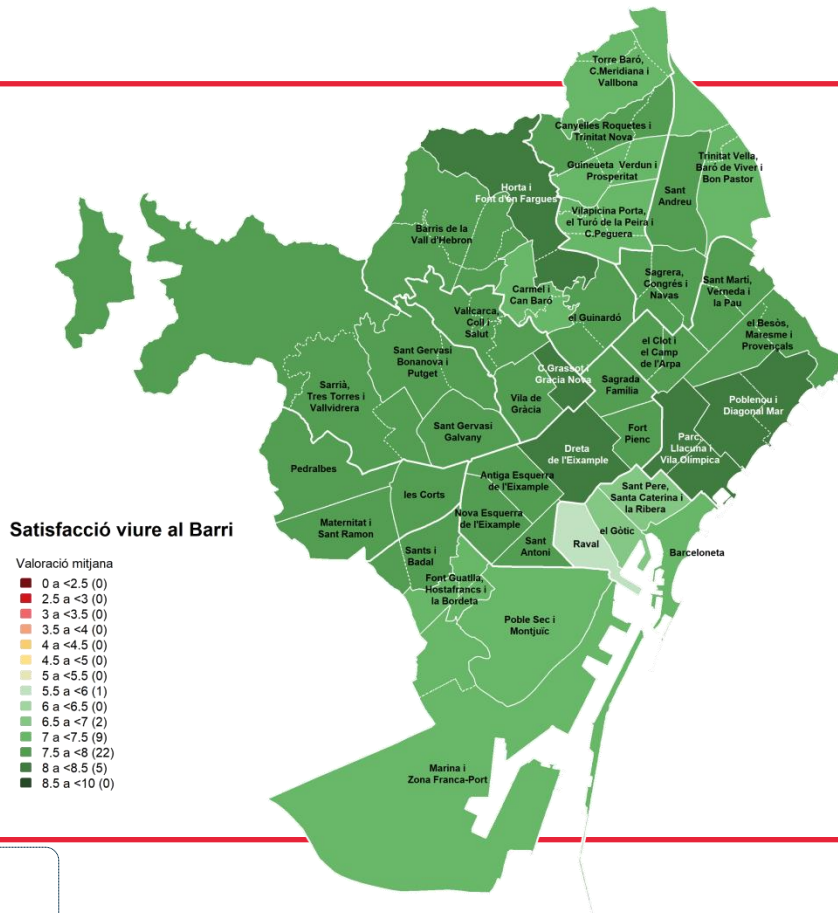 Torre Baró,
C.Meridiana i
Vallbona
Canyelles Roquetes i
Trinitat Nova
Guineueta Verdun i
Prosperitat
Trinitat Vella,
Baró de Viver i
Bon Pastor
Sant
Andreu
Horta i
Font d'en Fargues
Vilapicina Porta,
el Turó de la Peira i
C.Peguera
Barris de la
Vall d'Hebron
Sagrera,
Congrés i
Navas
Sant Martí,
Verneda i
la Pau
Carmel i
Can Baró
Vallcarca,
Coll i
Salut
el Guinardó
el Besòs,
Maresme i
Provençals
el Clot i
el Camp
de l'Arpa
Sant Gervasi
Bonanova i
Putget
C.Grassot i
Gràcia Nova
Sagrada
Família
Sarrià,
Tres Torres i
Vallvidrera
Vila de
Gràcia
Poblenou i
Diagonal Mar
Sant Gervasi
Galvany
Fort
Pienc
Parc,
Llacuna i
Vila Olímpica
Dreta
de l'Eixample
Pedralbes
Antiga Esquerra
de l'Eixample
Sant Pere,
Santa Caterina i
la Ribera
les Corts
Nova Esquerra
de l'Eixample
Maternitat i
Sant Ramon
el Gòtic
Raval
Sant
Antoni
Barceloneta
Sants i
Badal
Font Guatlla,
Hostafrancs i
la Bordeta
Poble Sec i
Montjuïc
Marina i
Zona Franca-Port
Satisfacció viure al Barri
Valoració mitjana
0 a <2.5 (0)
2.5 a <3 (0)
3 a <3.5 (0)
3.5 a <4 (0)
4 a <4.5 (0)
4.5 a <5 (0)
5 a <5.5 (0)
5.5 a <6 (1)
6 a <6.5 (0)
6.5 a <7 (2)
7 a <7.5 (9)
7.5 a <8 (22)
8 a <8.5 (5)
8.5 a <10 (0)